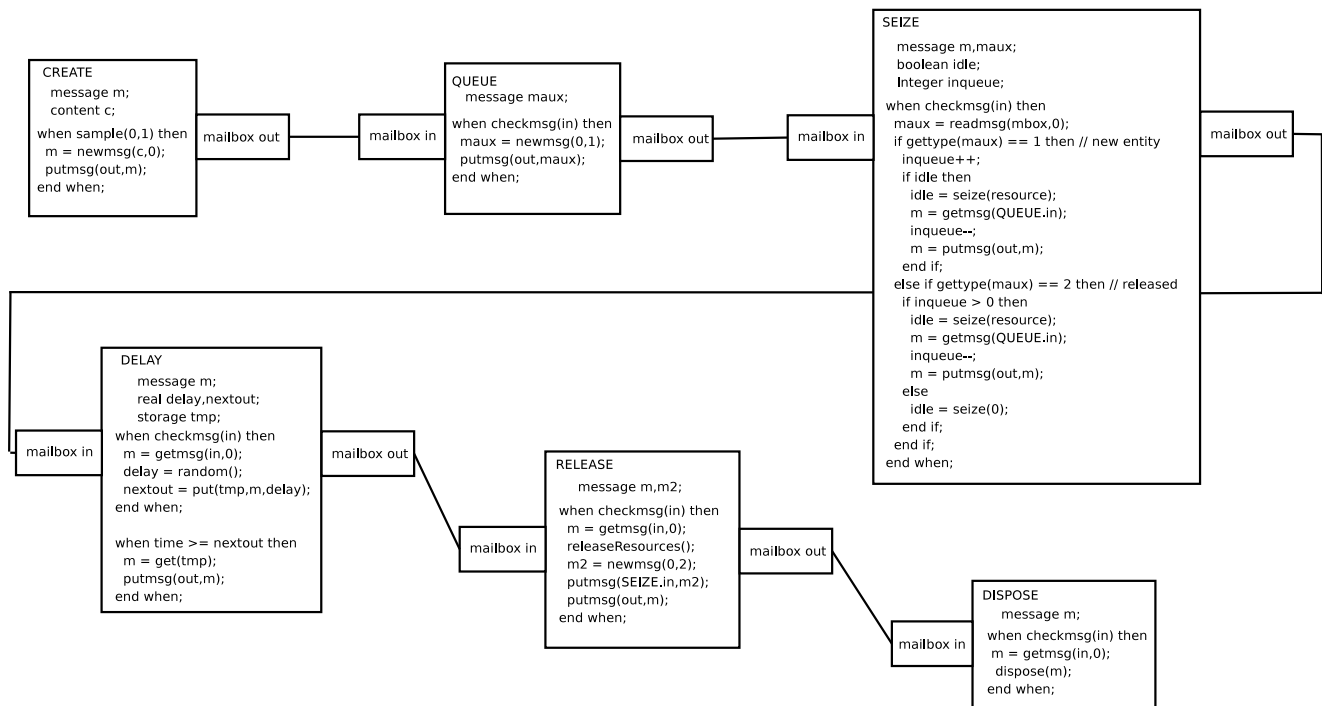 CREATE
message m;
content c;
when sample(0,1) then
m = newmsg(c,0);
putmsg(out,m);
end when;
mailbox out
mailbox in
QUEUE
message maux;
when checkmsg(in) then
maux = newmsg(0,1);
putmsg(out,maux);
end when;
mailbox out
mailbox in
SEIZE
message m,maux;
boolean idle;
Integer inqueue;
when checkmsg(in) then
maux = readmsg(mbox,0);
if gettype(maux) == 1 then // new entity
inqueue++;
if idle then
idle = seize(resource);
m = getmsg(QUEUE.in);
inqueue--;
m = putmsg(out,m);
end if;
else if gettype(maux) == 2 then // released
if inqueue > 0 then
idle = seize(resource);
m = getmsg(QUEUE.in);
inqueue--;
m = putmsg(out,m);
else
idle = seize(0);
end if;
end if;
end when;
mailbox out
mailbox in
DELAY
message m;
real delay,nextout;
storage tmp;
when checkmsg(in) then
m = getmsg(in,0);
delay = random();
nextout = put(tmp,m,delay);
end when;
when time >= nextout then
m = get(tmp);
putmsg(out,m);
end when;
mailbox out
mailbox in
RELEASE
message m,m2;
when checkmsg(in) then
m = getmsg(in,0);
releaseResources();
m2 = newmsg(0,2);
putmsg(SEIZE.in,m2);
putmsg(out,m);
end when;
mailbox out
mailbox in
DISPOSE
message m;
when checkmsg(in) then
m = getmsg(in,0);
dispose(m);
end when;